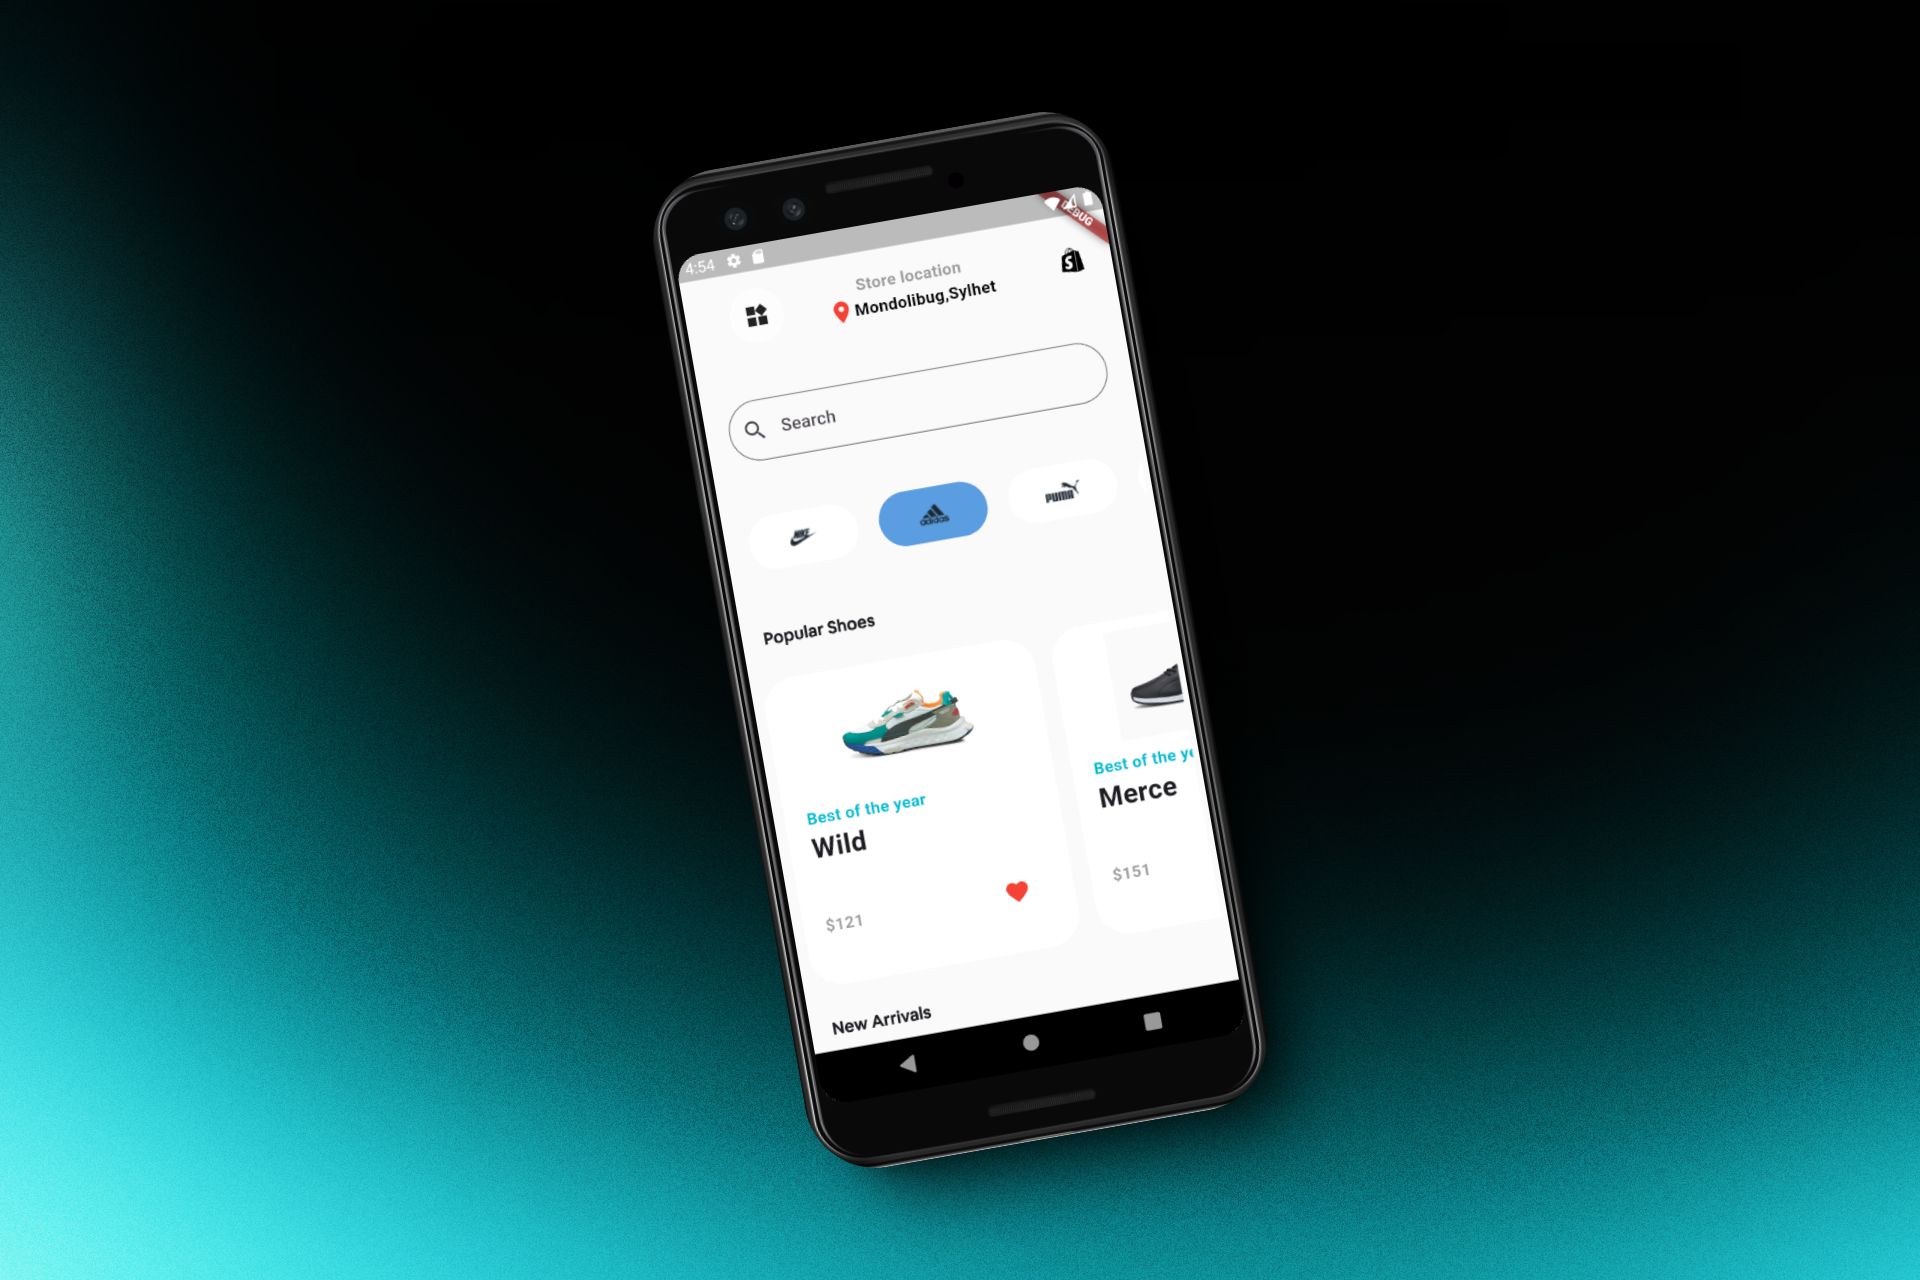 4:54
DEBUG
Store location
Mondolibug,Sylhet
S
Search
NIKE
adidas
PUMA
Popular Shoes
Best of the year
Wild
$121
Best of the ye
Merce
$151
New Arrivals